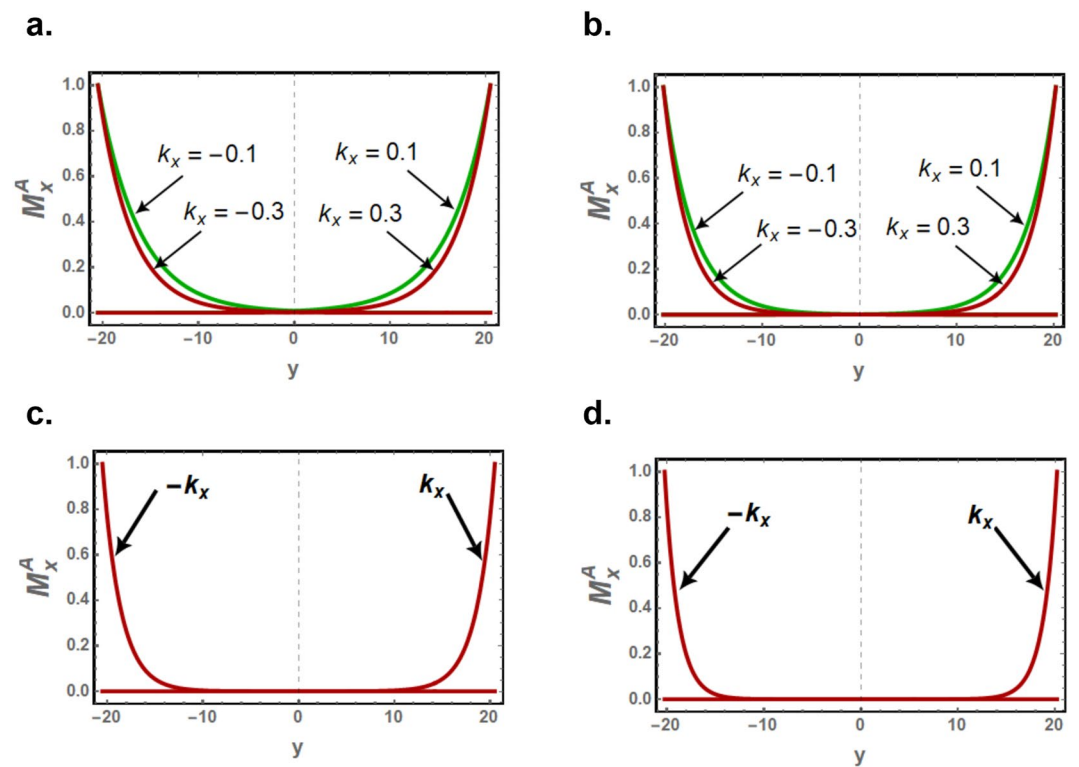 a.
1.0
0.8
0.6
0.4
0.2
0.0
M_x^A
k_x = −0.1
k_x = 0.1
k_x = −0.3
k_x = 0.3
−20
−10
0
10
20
y
b.
1.0
0.8
0.6
0.4
0.2
0.0
M_x^A
k_x = −0.1
k_x = 0.1
k_x = −0.3
k_x = 0.3
−20
−10
0
10
20
y
c.
1.0
0.8
0.6
0.4
0.2
0.0
M_x^A
−k_x
k_x
−20
−10
0
10
20
y
d.
1.0
0.8
0.6
0.4
0.2
0.0
M_x^A
−k_x
k_x
−20
−10
0
10
20
y